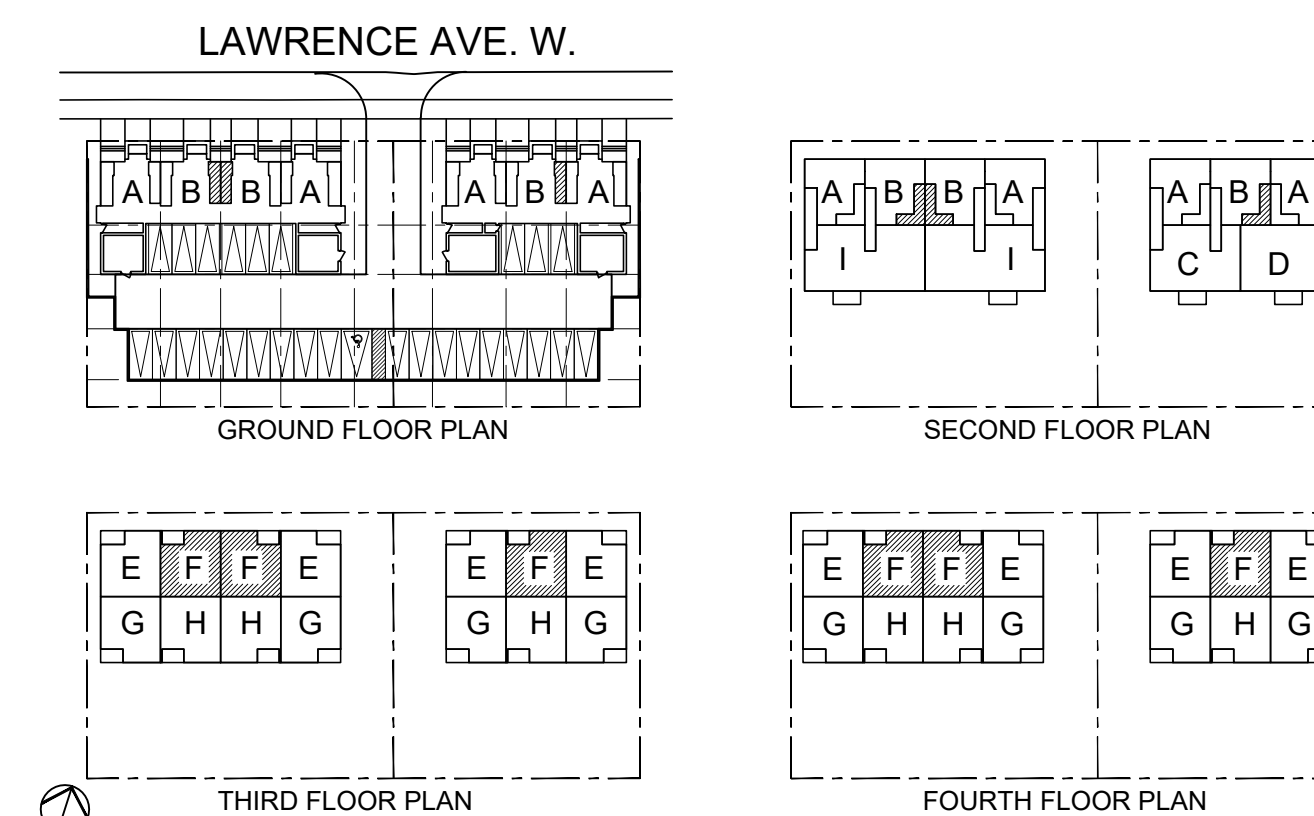 LAWRENCE AVE. W.
A B B A A B A
GROUND FLOOR PLAN
A B B A A B A
I I C D
SECOND FLOOR PLAN
E F F E E F E
G H H G G H G
THIRD FLOOR PLAN
E F F E E F E
G H H G G H G
FOURTH FLOOR PLAN